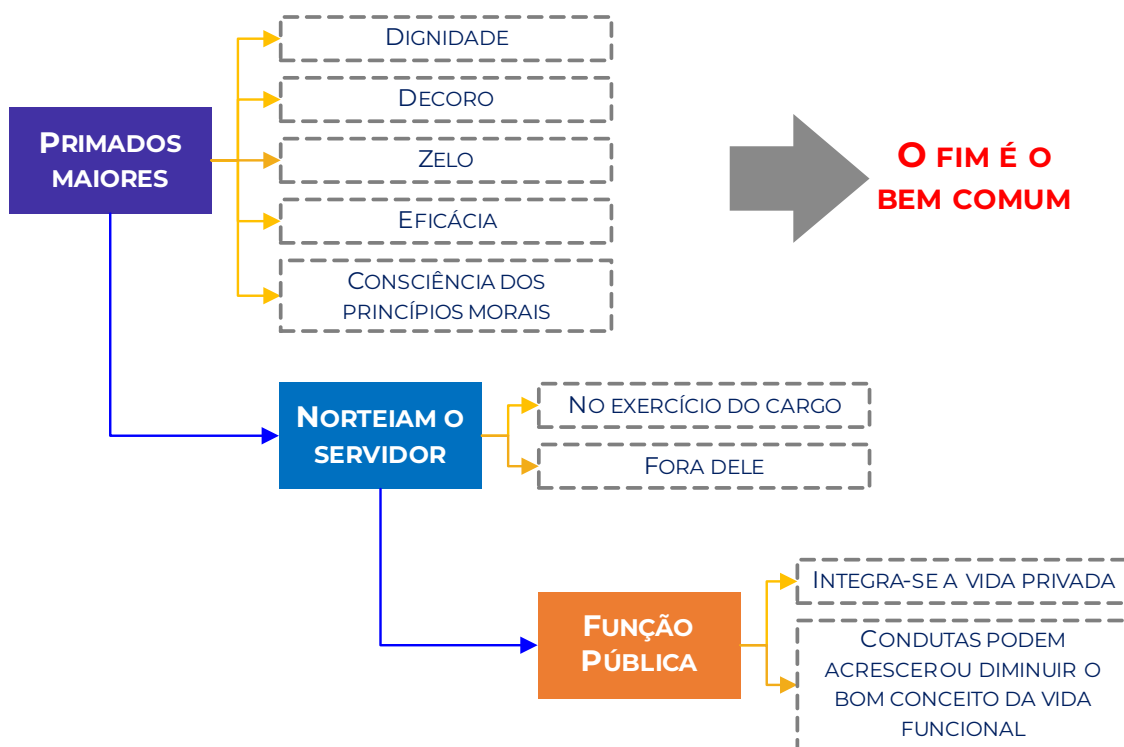 DIGNIDADE
DECORO
PRIMADOS
MAIORES
ZELO
EFICÁCIA
CONSCIÊNCIA DOS
PRINCÍPIOS MORAIS
O FIM É O
BEM COMUM
NORTEIAM O
SERVIDOR
NO EXERCÍCIO DO CARGO
FORA DELE
FUNÇÃO
PÚBLICA
INTEGRA-SE A VIDA PRIVADA
CONDUTAS PODEM
ACRESCEROU DIMINUIR O
BOM CONCEITO DA VIDA
FUNCIONAL